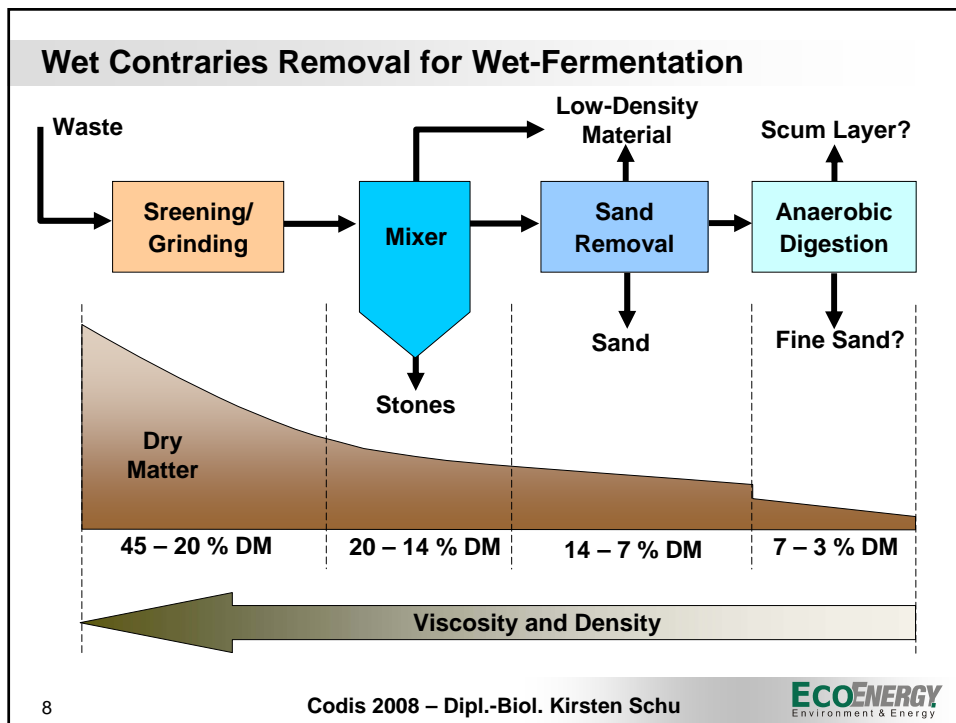 Wet Contraries Removal for Wet-Fermentation
Waste
Low-Density
Material
Scum Layer?
Sreening/
Grinding
Mixer
Sand
Removal
Anaerobic
Digestion
Stones
Sand
Fine Sand?
Dry
Matter
45 – 20 % DM
20 – 14 % DM
14 – 7 % DM
7 – 3 % DM
Viscosity and Density
8
Codis 2008 – Dipl.-Biol. Kirsten Schu
ECOENERGY
Environment & Energy